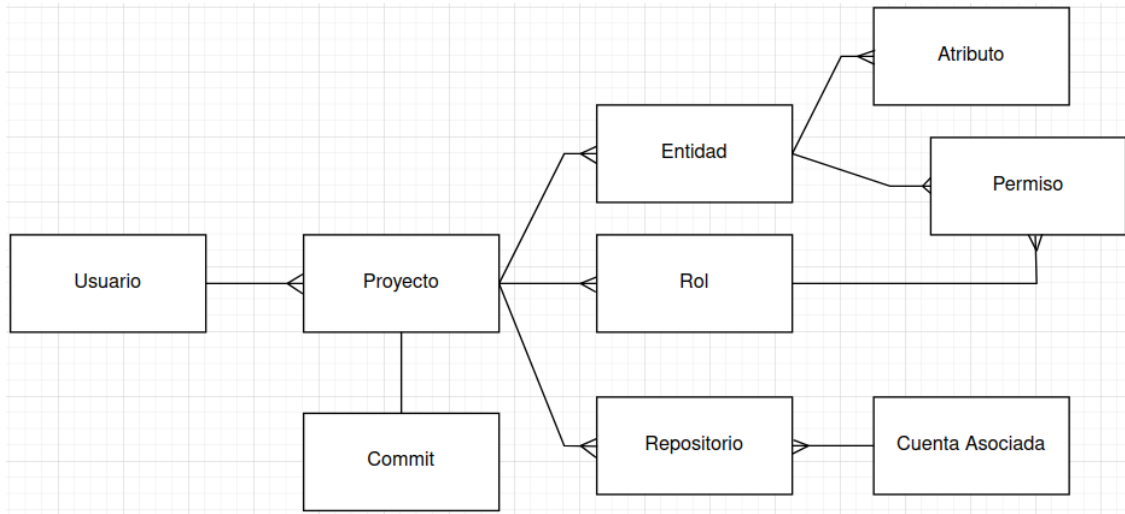 Atributo
Entidad
Permiso
Usuario
Proyecto
Rol
Commit
Repositorio
Cuenta Asociada